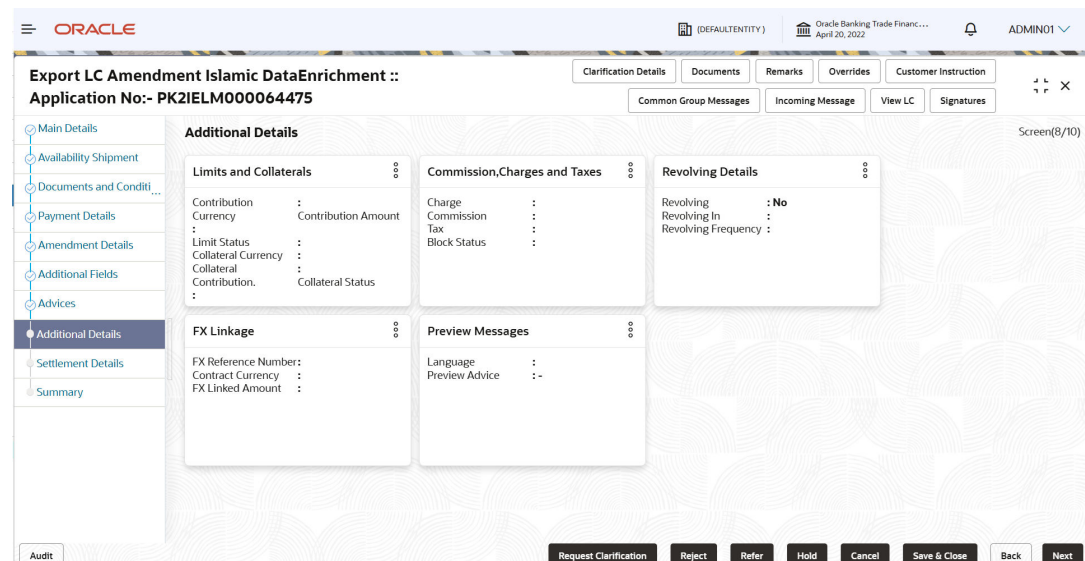 ORACLE
(DEFAULTENTITY )
Oracle Banking Trade Financ...
April 20, 2022
ADMIN01
Export LC Amendment Islamic DataEnrichment ::
Application No:- PK2IELM000064475
Clarification Details
Documents
Remarks
Overrides
Customer Instruction
Common Group Messages
Incoming Message
View LC
Signatures
Main Details
Availability Shipment
Documents and Conditi...
Payment Details
Amendment Details
Additional Fields
Advices
Additional Details
Settlement Details
Summary
Additional Details
Screen(8/10)
Limits and Collaterals
Contribution :
Currency Contribution Amount
:
Limit Status :
Collateral Currency :
Collateral :
Contribution. Collateral Status
:
Commission,Charges and Taxes
Charge :
Commission :
Tax :
Block Status :
Revolving Details
Revolving : No
Revolving In :
Revolving Frequency :
FX Linkage
FX Reference Number:
Contract Currency :
FX Linked Amount :
Preview Messages
Language :
Preview Advice : -
Audit
Request Clarification
Reject
Refer
Hold
Cancel
Save & Close
Back
Next